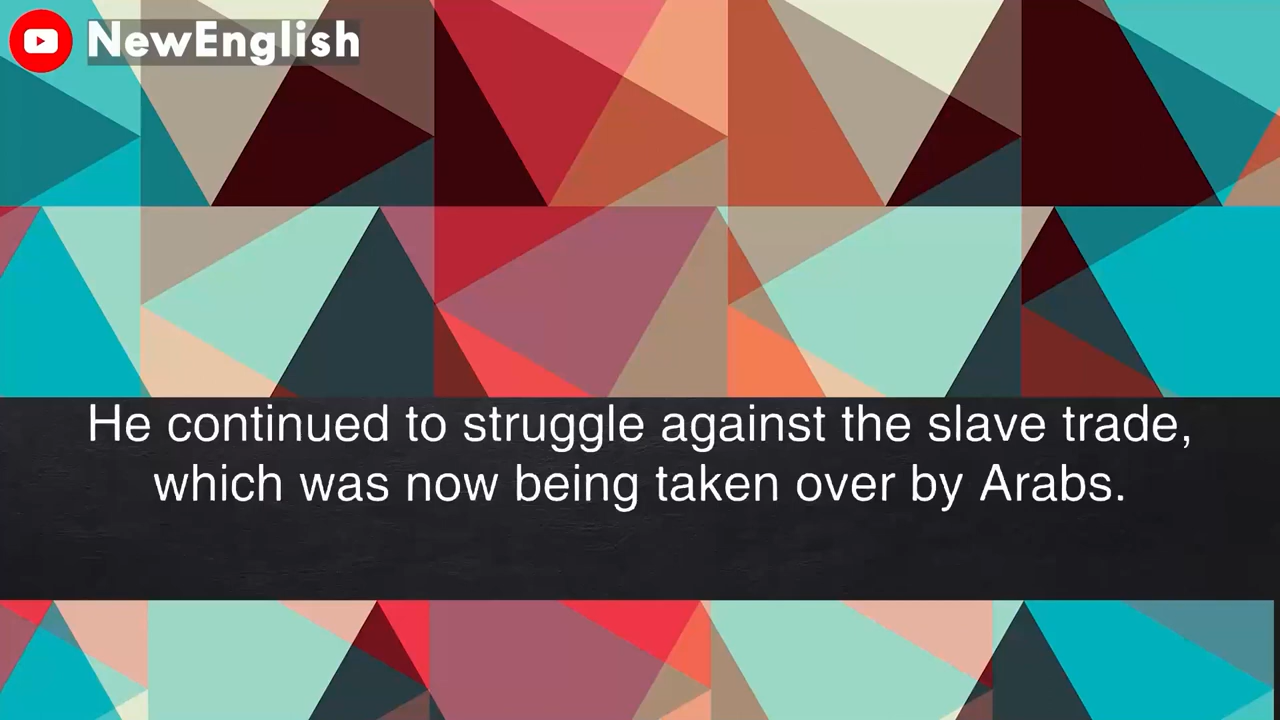 NewEnglish
He continued to struggle against the slave trade,
which was now being taken over by Arabs.